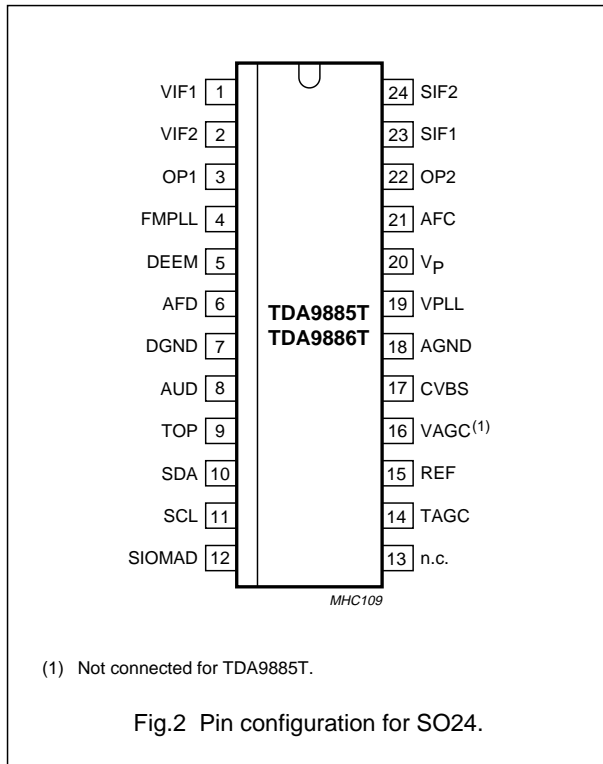 VIF1 1
VIF2 2
OP1 3
FMPLL 4
DEEM 5
AFD 6
DGND 7
AUD 8
TOP 9
SDA 10
SCL 11
SIOMAD 12
TDA9885T
TDA9886T
24 SIF2
23 SIF1
22 OP2
21 AFC
20 VP
19 VPLL
18 AGND
17 CVBS
16 VAGC(1)
15 REF
14 TAGC
13 n.c.
MHC109
(1) Not connected for TDA9885T.
Fig.2 Pin configuration for SO24.